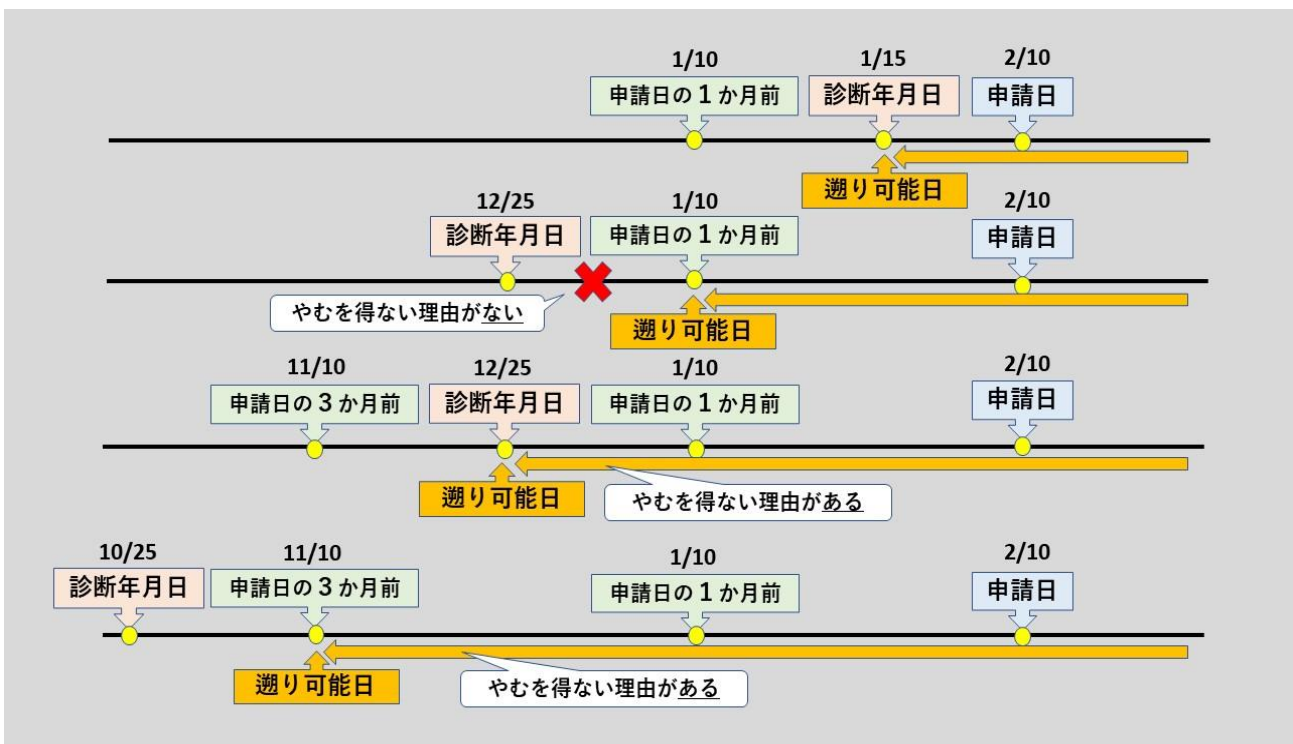 1/10
1/15
2/10
申請日の１か月前
診断年月日
申請日
遡り可能日
12/25
1/10
2/10
診断年月日
申請日の１か月前
申請日
やむを得ない理由がない
遡り可能日
11/10
12/25
1/10
2/10
申請日の３か月前
診断年月日
申請日の１か月前
申請日
遡り可能日
やむを得ない理由がある
10/25
11/10
1/10
2/10
診断年月日
申請日の３か月前
申請日の１か月前
申請日
遡り可能日
やむを得ない理由がある